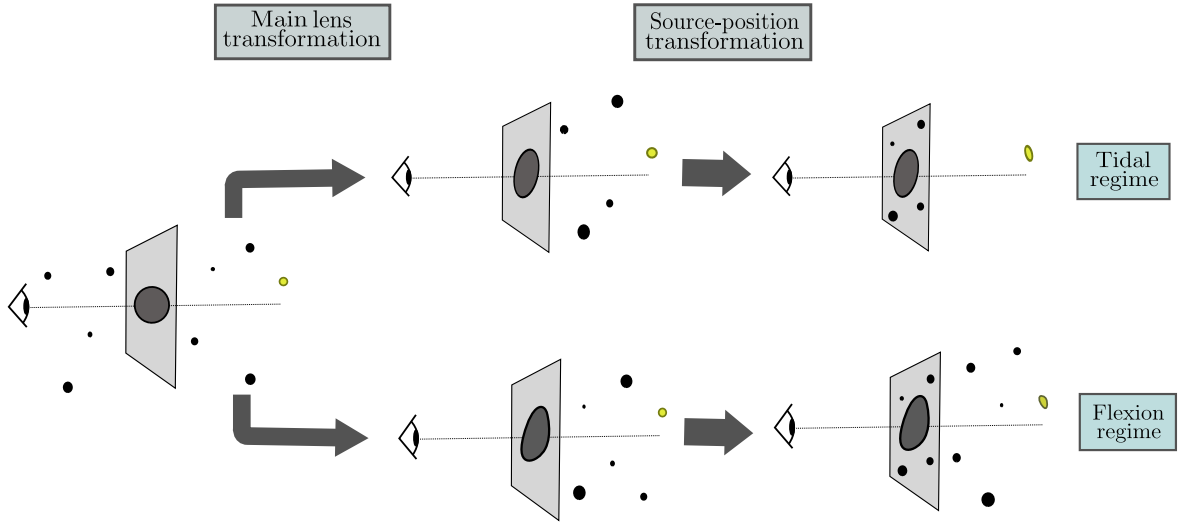 Main lens
transformation
Source-position
transformation
Tidal
regime
Flexion
regime